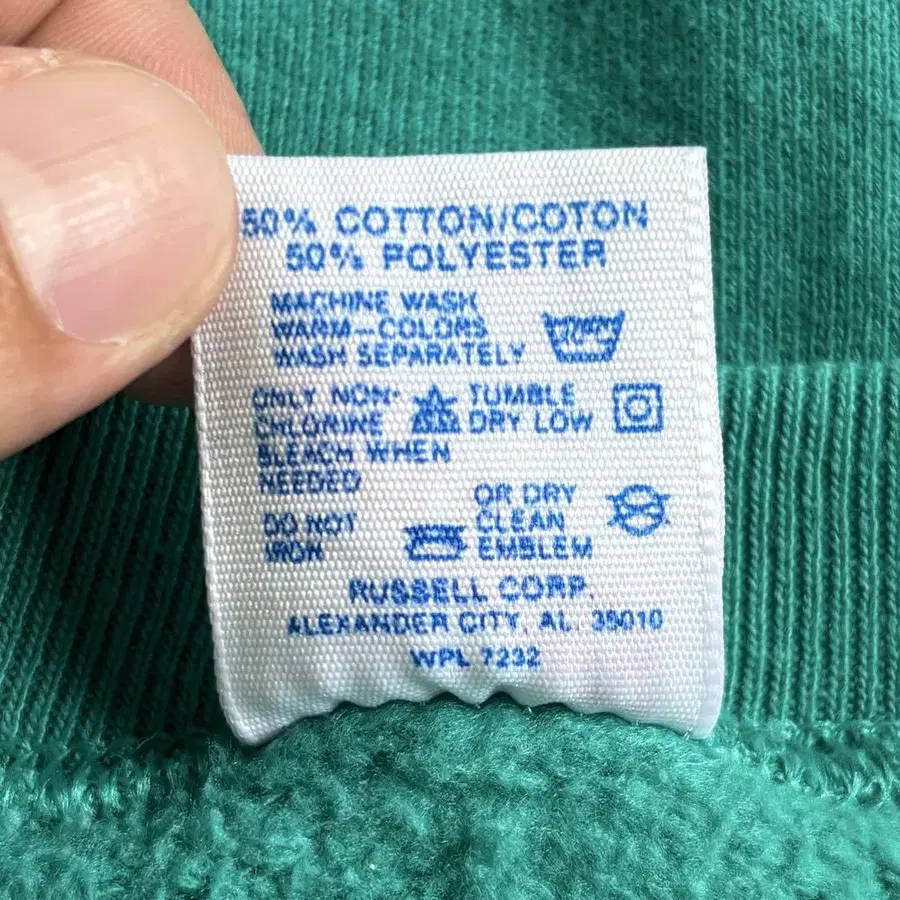 50% COTTON/COTON
50% POLYESTER
MACHINE WASH
WARM-COLORS
WASH SEPARATELY
ONLY NON-
CHLORINE
BLEACH WHEN
NEEDED
TUMBLE
DRY LOW
DO NOT
IRON
OR DRY
CLEAN
EMBLEM
RUSSELL CORP.
ALEXANDER CITY, AL 35010
WPL 7232